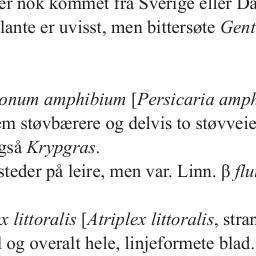 er nok kommet fra Sverige eller Da
lante er uvisst, men bittersøte Gent
onum amphibium [Persicaria amph
em støvbærere og delvis to støvveie
gså Krypgras.
steder på leire, men var. Linn. β flu
x littoralis [Atriplex littoralis, stran
l og overalt hele, linjeformete blad.